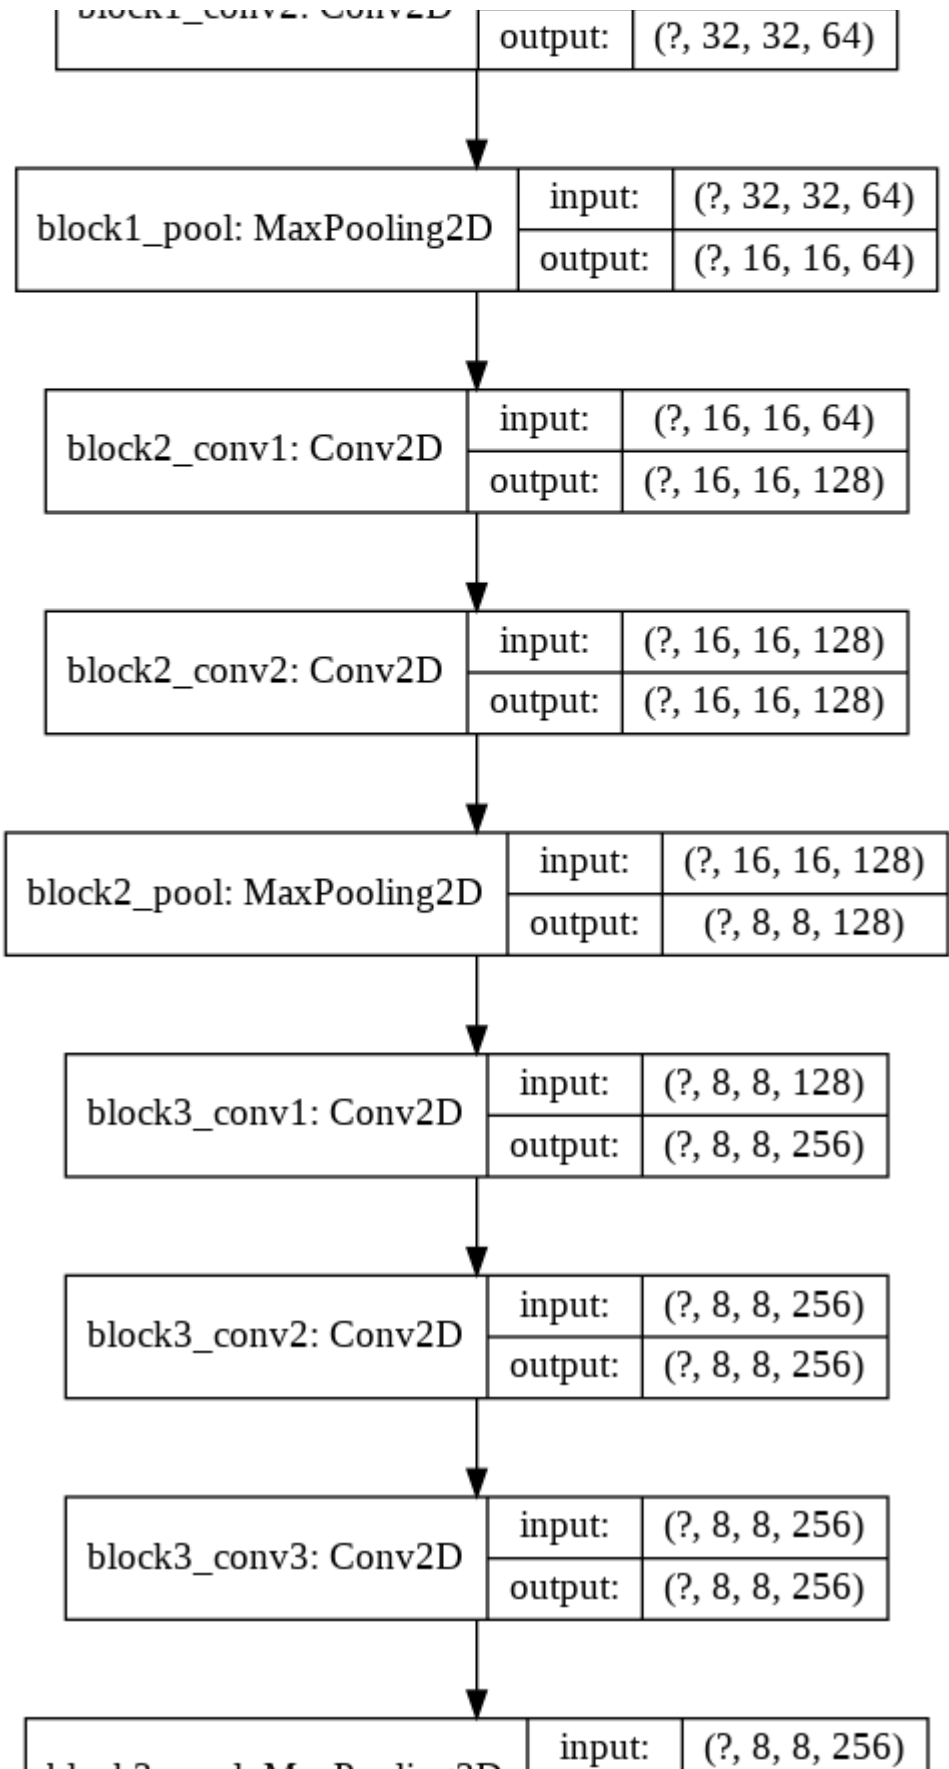 block1_conv2: Conv2D
output: (?, 32, 32, 64)
block1_pool: MaxPooling2D
input: (?, 32, 32, 64)
output: (?, 16, 16, 64)
block2_conv1: Conv2D
input: (?, 16, 16, 64)
output: (?, 16, 16, 128)
block2_conv2: Conv2D
input: (?, 16, 16, 128)
output: (?, 16, 16, 128)
block2_pool: MaxPooling2D
input: (?, 16, 16, 128)
output: (?, 8, 8, 128)
block3_conv1: Conv2D
input: (?, 8, 8, 128)
output: (?, 8, 8, 256)
block3_conv2: Conv2D
input: (?, 8, 8, 256)
output: (?, 8, 8, 256)
block3_conv3: Conv2D
input: (?, 8, 8, 256)
output: (?, 8, 8, 256)
input: (?, 8, 8, 256)
MaxPooling2D